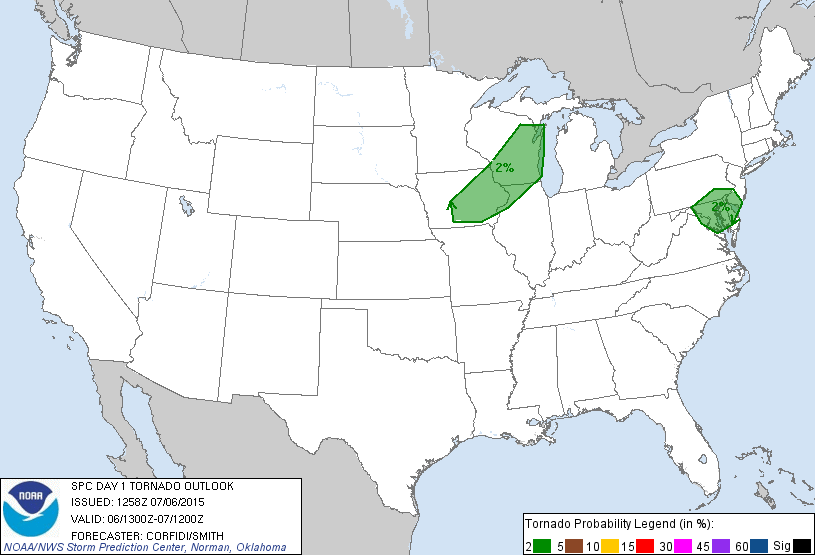 2%
2%
NOAA
SPC DAY 1 TORNADO OUTLOOK
ISSUED: 1258Z 07/06/2015
VALID: 06/1300Z-07/1200Z
FORECASTER: CORFIDI/SMITH
NOAA/NWS Storm Prediction Center, Norman, Oklahoma
Tornado Probability Legend (in %):
2 5 10 15 30 45 60 Sig